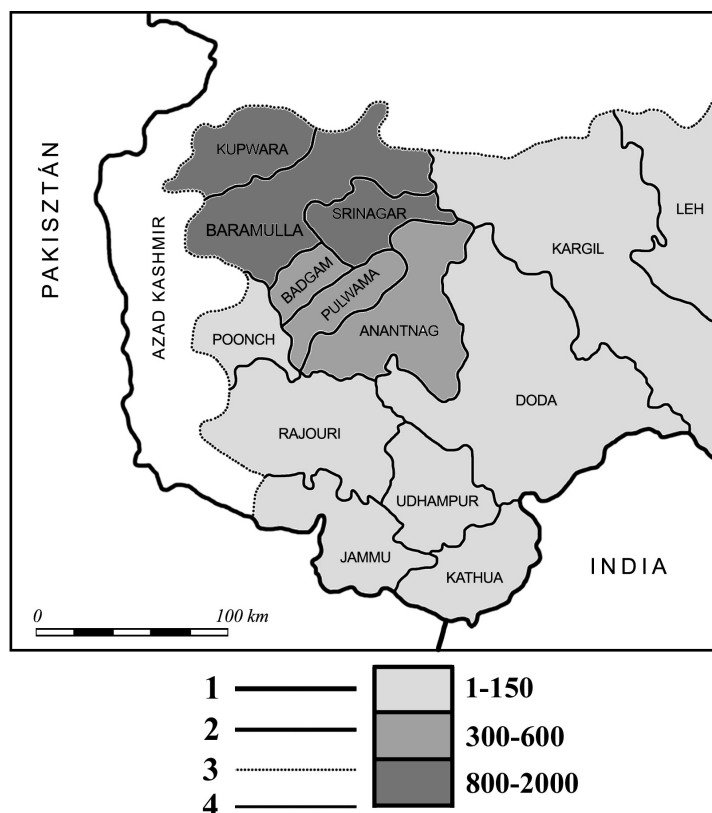 KUPWARA
BARAMULLA
SRINAGAR
BADGAM
PULWAMA
ANANTNAG
POONCH
KARGIL
LEH
DODA
RAJOURI
UDHAMPUR
JAMMU
KATHUA
PAKISZTÁN
AZAD KASHMIR
INDIA
0 100 km
1 1-150
2 300-600
3 800-2000
4